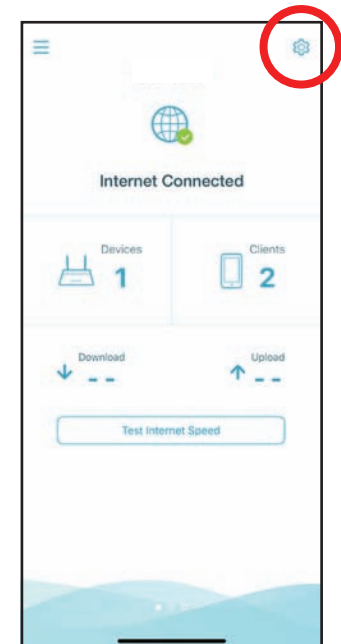 Internet Connected
Devices
1
Clients
2
Download
- -
Upload
- -
Test Internet Speed